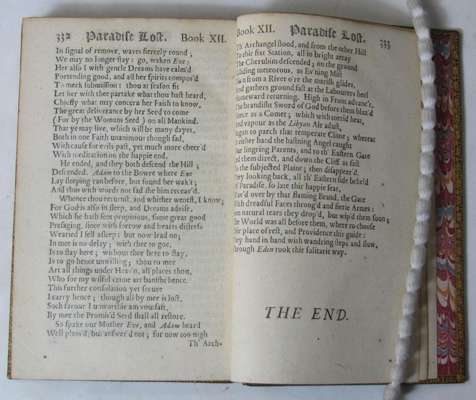 332 Paradise Lost. Book XII.
In signal of remove, waves fiercely round;
We may no longer stay: go, waken Eve;
Her also I with gentle Dreams have calm'd
Portending good, and all her spirits compos'd
To meek submission: thou at season fit
Let her with thee partake what thou hast heard,
Chiefly what may concern her Faith to know,
The great deliverance by her Seed to come
(For by the Womans Seed) on all Mankind.
That ye may live, which will be many dayes,
Both in one Faith unanimous though sad,
With cause for evils past, yet much more cheer'd
With meditation on the happie end.
He ended, and they both descend the Hill;
Descended, Adam to the Bowre where Eve
Lay sleeping ran before, but found her wak't;
And thus with words not sad she him receav'd.
Whence thou returnst, and whither wentst, I know;
For God is also in sleep, and Dreams advise,
Which he hath sent propitious, some great good
Presaging, since with sorrow and hearts distress
Wearied I fell asleep: but now lead on;
In mee is no delay; with thee to goe,
Is to stay here; without thee here to stay,
Is to go hence unwilling; thou to mee
Art all things under Heav'n, all places thou,
Who for my wilful crime art banisht hence.
This further consolation yet secure
I carry hence; though all by mee is lost,
Such favour I unworthie am voutsaft,
By mee the Promis'd Seed shall all restore.
So spake our Mother Eve, and Adam heard
Well pleas'd, but answer'd not; for now too nigh
Th' Arch-
Book XII. Paradise Lost. 333
Th' Archangel stood, and from the other Hill
To their fixt Station, all in bright array
The Cherubim descended; on the ground
Gliding meteorous, as Ev'ning Mist
Ris'n from a River o're the marish glides,
And gathers ground fast at the Labourers heel
Homeward returning. High in Front advanc't,
The brandisht Sword of God before them blaz'd
Fierce as a Comet; which with torrid heat,
And vapour as the Libyan Air adust,
Began to parch that temperate Clime; whereat
In either hand the hastning Angel caught
Our lingring Parents, and to th' Eastern Gate
Led them direct, and down the Cliff as fast
To the subjected Plaine; then disappeer'd.
They looking back, all th' Eastern side beheld
Of Paradise, so late thir happie seat,
Wav'd over by that flaming Brand, the Gate
With dreadful Faces throng'd and fierie Armes:
Som natural tears they drop'd, but wip'd them soon;
The World was all before them, where to choose
Thir place of rest, and Providence thir guide:
They hand in hand with wandring steps and slow,
Through Eden took thir solitarie way.
THE END.